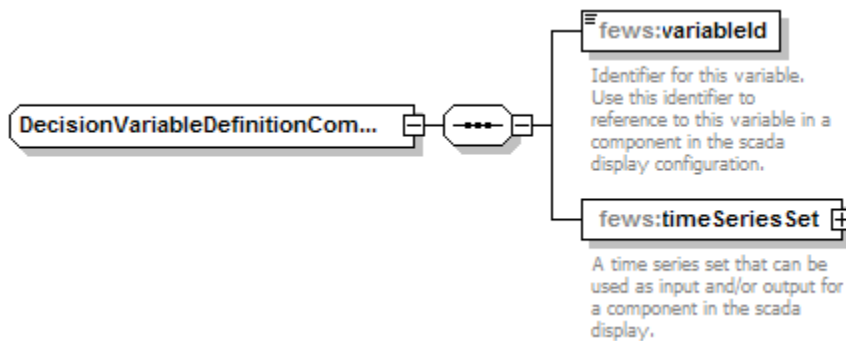 fews:variableId
Identifier for this variable.
Use this identifier to
reference to this variable in a
component in the scada
display configuration.
DecisionVariableDefinitionCom...
fews:timeSeriesSet
A time series set that can be
used as input and/or output for
a component in the scada
display.